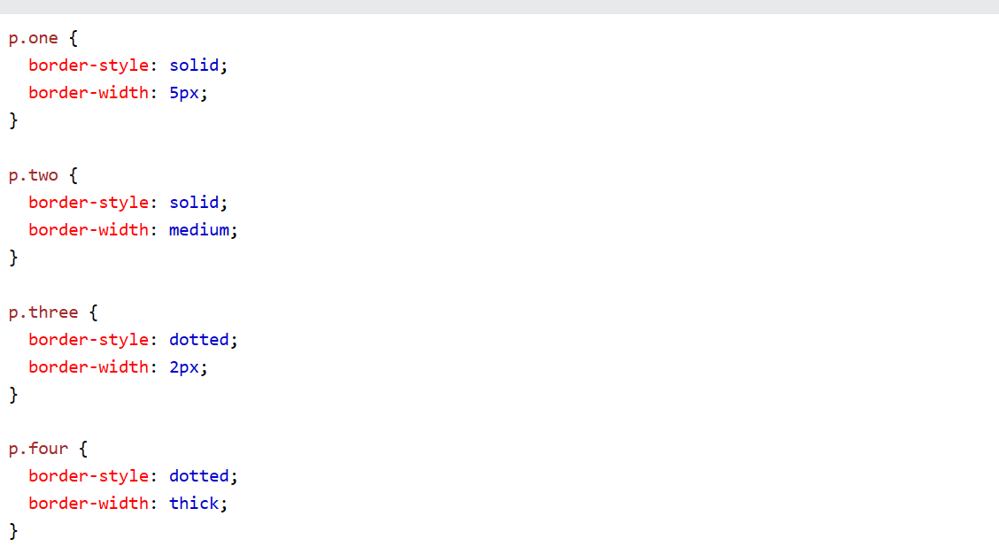 p.one {
  border-style: solid;
  border-width: 5px;
}

p.two {
  border-style: solid;
  border-width: medium;
}

p.three {
  border-style: dotted;
  border-width: 2px;
}

p.four {
  border-style: dotted;
  border-width: thick;
}